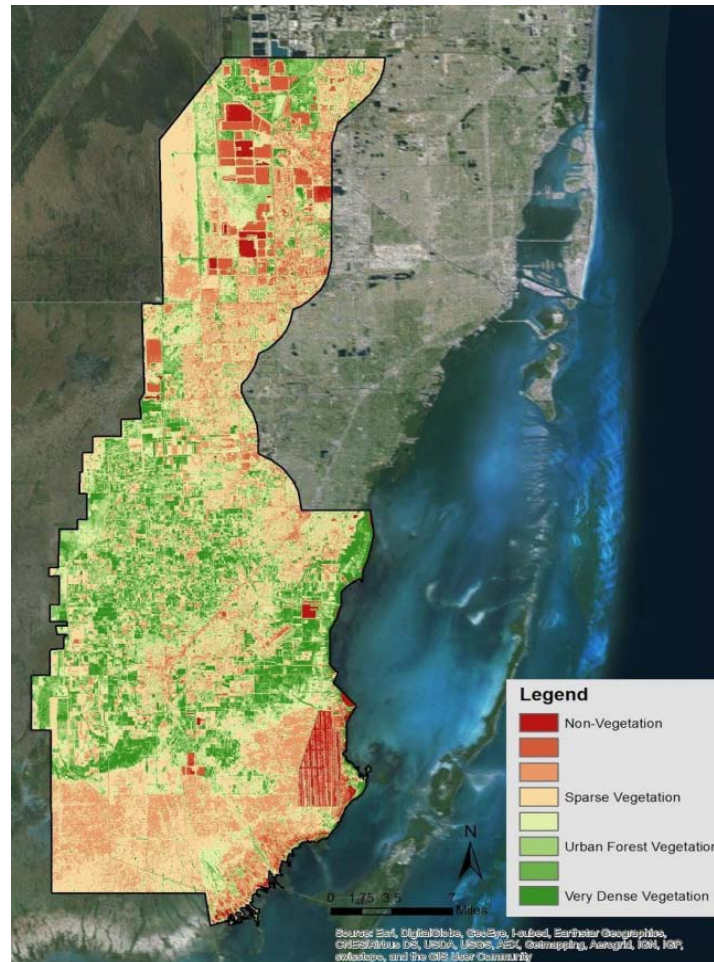 Legend
Non-Vegetation
Sparse Vegetation
Urban Forest Vegetation
Very Dense Vegetation
N
0 1.75 3.5 7
Miles
Source: Esri, DigitalGlobe, GeoEye, i-cubed, Earthstar Geographics,
CNES/Airbus DS, USDA, USGS, AEX, Getmapping, Aerogrid, IGN, IGP,
swisstopo, and the GIS User Community